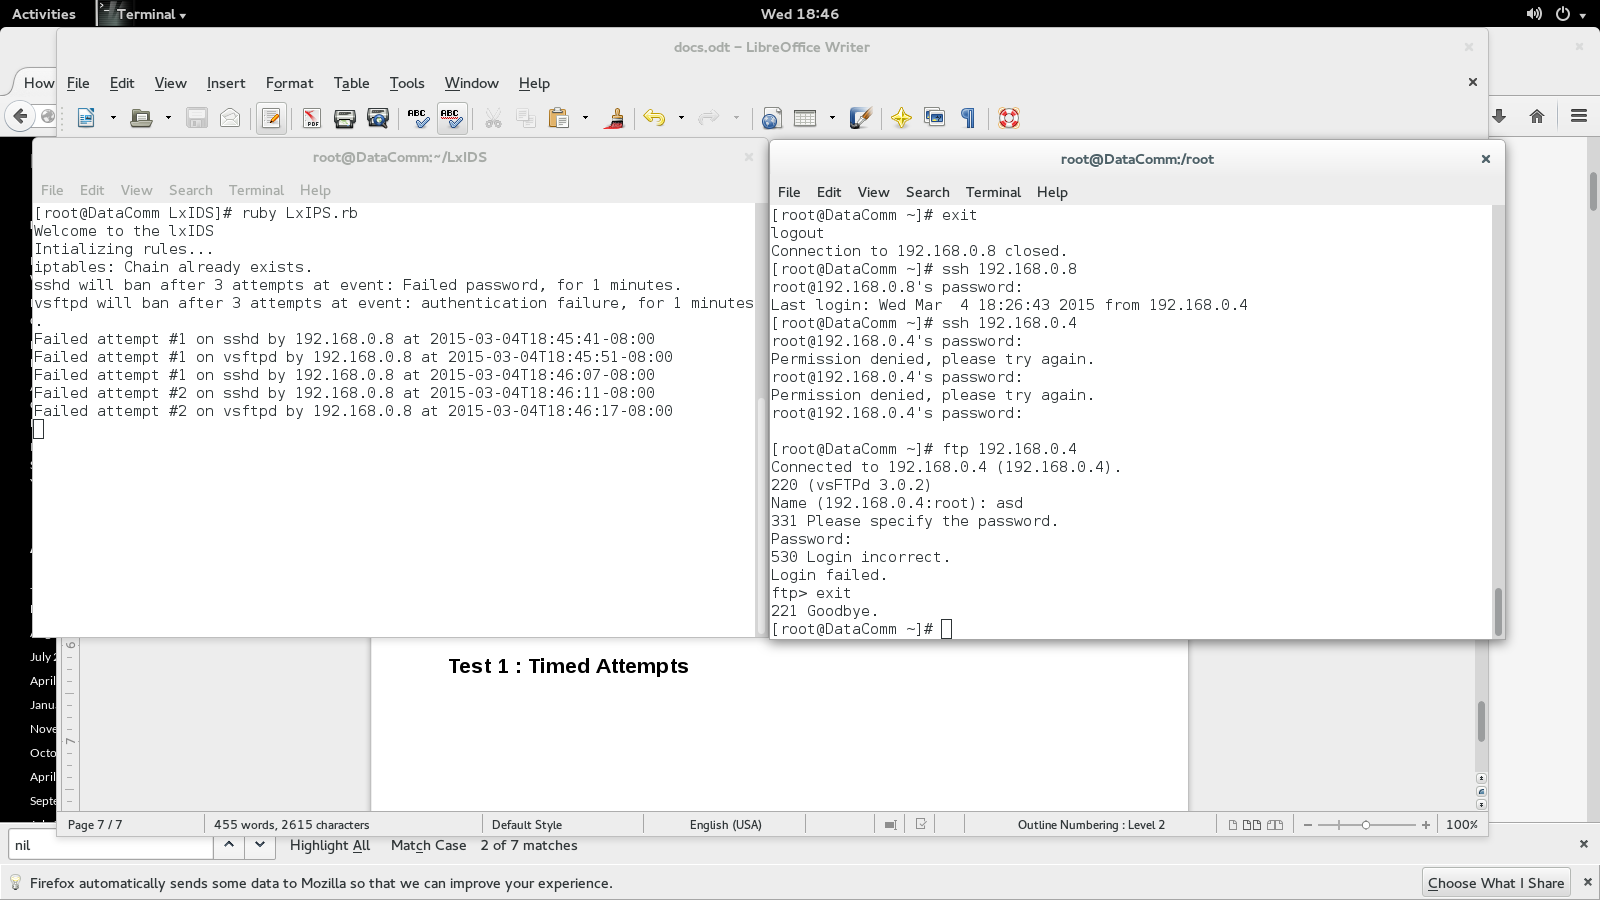 Activities
Terminal
Wed 18:46
docs.odt – LibreOffice Writer
How
File Edit View Insert Format Table Tools Window Help
root@DataComm:~/LxIDS
File Edit View Search Terminal Help
[root@DataComm LxIDS]# ruby LxIPS.rb
Welcome to the lxIDS
Intializing rules...
iptables: Chain already exists.
sshd will ban after 3 attempts at event: Failed password, for 1 minutes.
vsftpd will ban after 3 attempts at event: authentication failure, for 1 minutes
.
Failed attempt #1 on sshd by 192.168.0.8 at 2015-03-04T18:45:41-08:00
Failed attempt #1 on vsftpd by 192.168.0.8 at 2015-03-04T18:45:51-08:00
Failed attempt #1 on sshd by 192.168.0.8 at 2015-03-04T18:46:07-08:00
Failed attempt #2 on sshd by 192.168.0.8 at 2015-03-04T18:46:11-08:00
Failed attempt #2 on vsftpd by 192.168.0.8 at 2015-03-04T18:46:17-08:00
root@DataComm:/root
File Edit View Search Terminal Help
[root@DataComm ~]# exit
logout
Connection to 192.168.0.8 closed.
[root@DataComm ~]# ssh 192.168.0.8
root@192.168.0.8's password:
Last login: Wed Mar  4 18:26:43 2015 from 192.168.0.4
[root@DataComm ~]# ssh 192.168.0.4
root@192.168.0.4's password:
Permission denied, please try again.
root@192.168.0.4's password:
Permission denied, please try again.
root@192.168.0.4's password:
[root@DataComm ~]# ftp 192.168.0.4
Connected to 192.168.0.4 (192.168.0.4).
220 (vsFTPd 3.0.2)
Name (192.168.0.4:root): asd
331 Please specify the password.
Password:
530 Login incorrect.
Login failed.
ftp> exit
221 Goodbye.
[root@DataComm ~]#
Test 1 : Timed Attempts
July 2
April
Janua
Nove
Octo
April
Septe
6
7
Page 7 / 7
455 words, 2615 characters
Default Style
English (USA)
Outline Numbering : Level 2
100%
nil
Highlight All
Match Case
2 of 7 matches
Firefox automatically sends some data to Mozilla so that we can improve your experience.
Choose What I Share